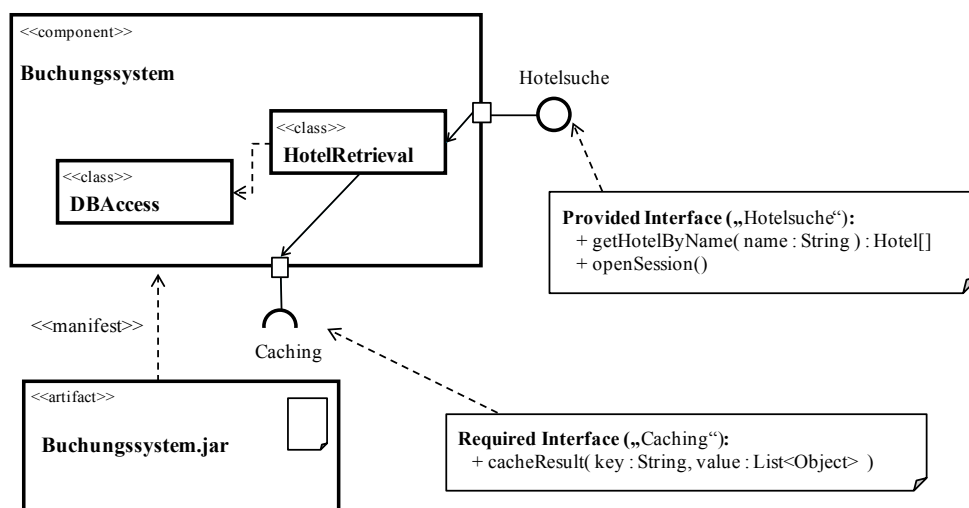 <<component>>
Buchungssystem
Hotelsuche
<<class>>
HotelRetrieval
<<class>>
DBAccess
Provided Interface („Hotelsuche“):
+ getHotelByName( name : String ) : Hotel[]
+ openSession()
<<manifest>>
Caching
<<artifact>>
Buchungssystem.jar
Required Interface („Caching“):
+ cacheResult( key : String, value : List<Object> )